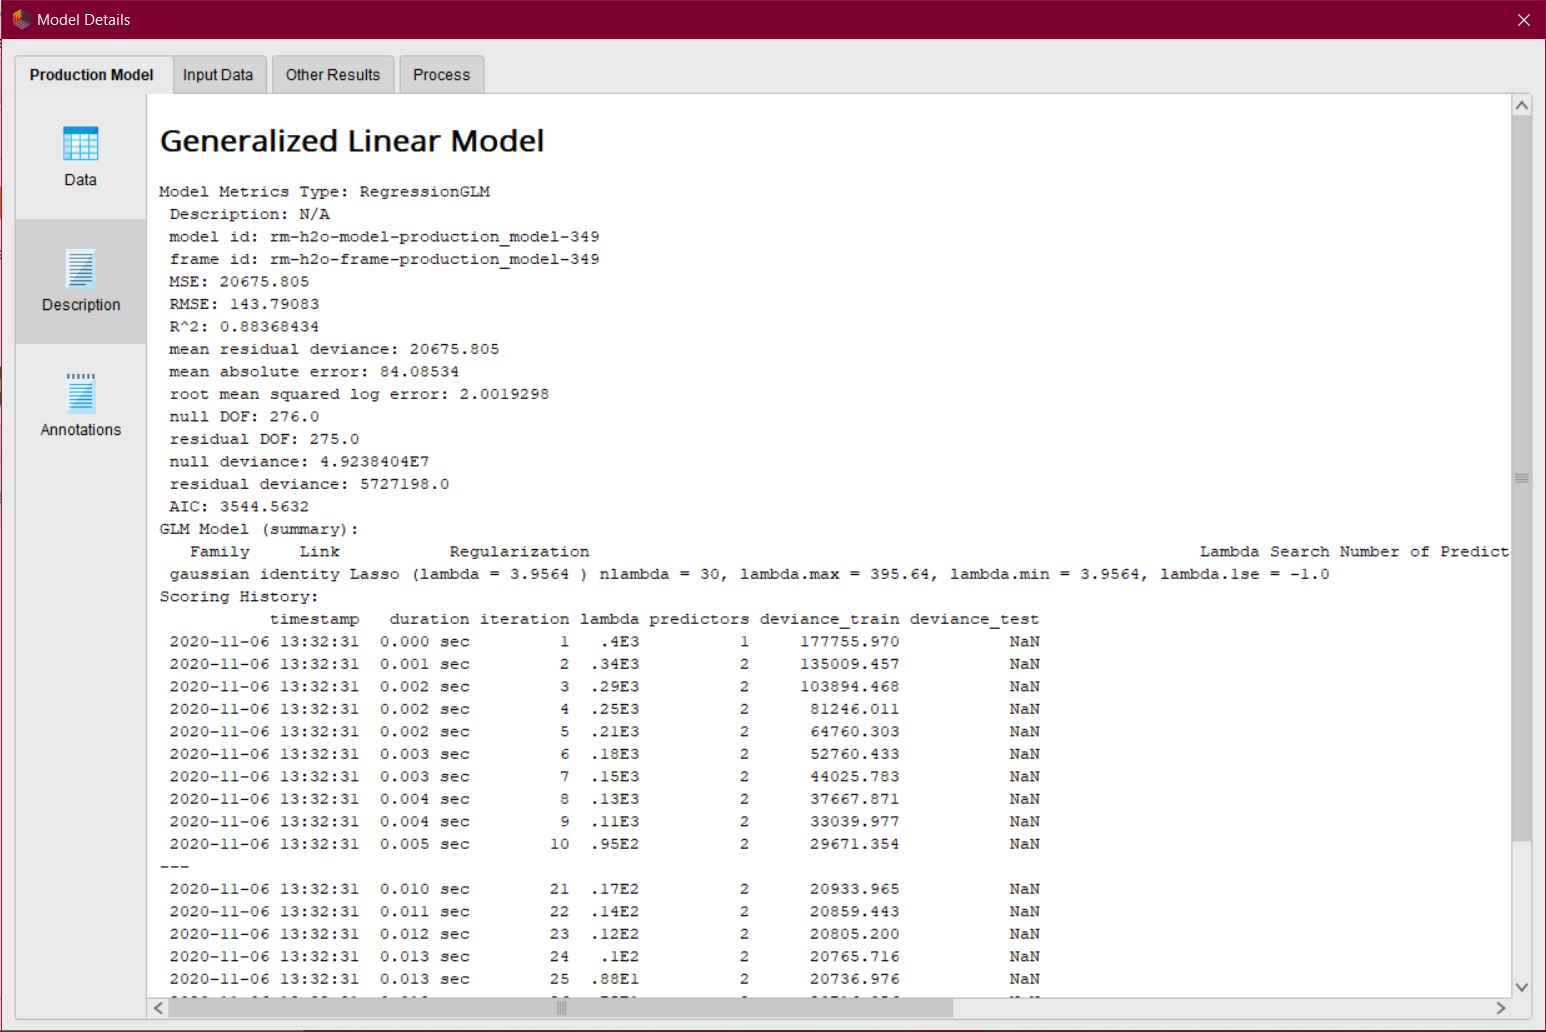 Model Details
Production Model
Input Data
Other Results
Process
Data
Description
Annotations
Generalized Linear Model
Model Metrics Type: RegressionGLM
Description: N/A
model id: rm-h2o-model-production_model-349
frame id: rm-h2o-frame-production_model-349
MSE: 20675.805
RMSE: 143.79083
R^2: 0.88368434
mean residual deviance: 20675.805
mean absolute error: 84.08534
root mean squared log error: 2.0019298
null DOF: 276.0
residual DOF: 275.0
null deviance: 4.9238404E7
residual deviance: 5727198.0
AIC: 3544.5632
GLM Model (summary):
Family Link Regularization Lambda Search Number of Predict
gaussian identity Lasso (lambda = 3.9564 ) nlambda = 30, lambda.max = 395.64, lambda.min = 3.9564, lambda.1se = -1.0
Scoring History:
timestamp duration iteration lambda predictors deviance_train deviance_test
2020-11-06 13:32:31 0.000 sec 1 .4E3 1 177755.970 NaN
2020-11-06 13:32:31 0.001 sec 2 .34E3 2 135009.457 NaN
2020-11-06 13:32:31 0.002 sec 3 .29E3 2 103894.468 NaN
2020-11-06 13:32:31 0.002 sec 4 .25E3 2 81246.011 NaN
2020-11-06 13:32:31 0.002 sec 5 .21E3 2 64760.303 NaN
2020-11-06 13:32:31 0.003 sec 6 .18E3 2 52760.433 NaN
2020-11-06 13:32:31 0.003 sec 7 .15E3 2 44025.783 NaN
2020-11-06 13:32:31 0.004 sec 8 .13E3 2 37667.871 NaN
2020-11-06 13:32:31 0.004 sec 9 .11E3 2 33039.977 NaN
2020-11-06 13:32:31 0.005 sec 10 .95E2 2 29671.354 NaN
---
2020-11-06 13:32:31 0.010 sec 21 .17E2 2 20933.965 NaN
2020-11-06 13:32:31 0.011 sec 22 .14E2 2 20859.443 NaN
2020-11-06 13:32:31 0.012 sec 23 .12E2 2 20805.200 NaN
2020-11-06 13:32:31 0.013 sec 24 .1E2 2 20765.716 NaN
2020-11-06 13:32:31 0.013 sec 25 .88E1 2 20736.976 NaN